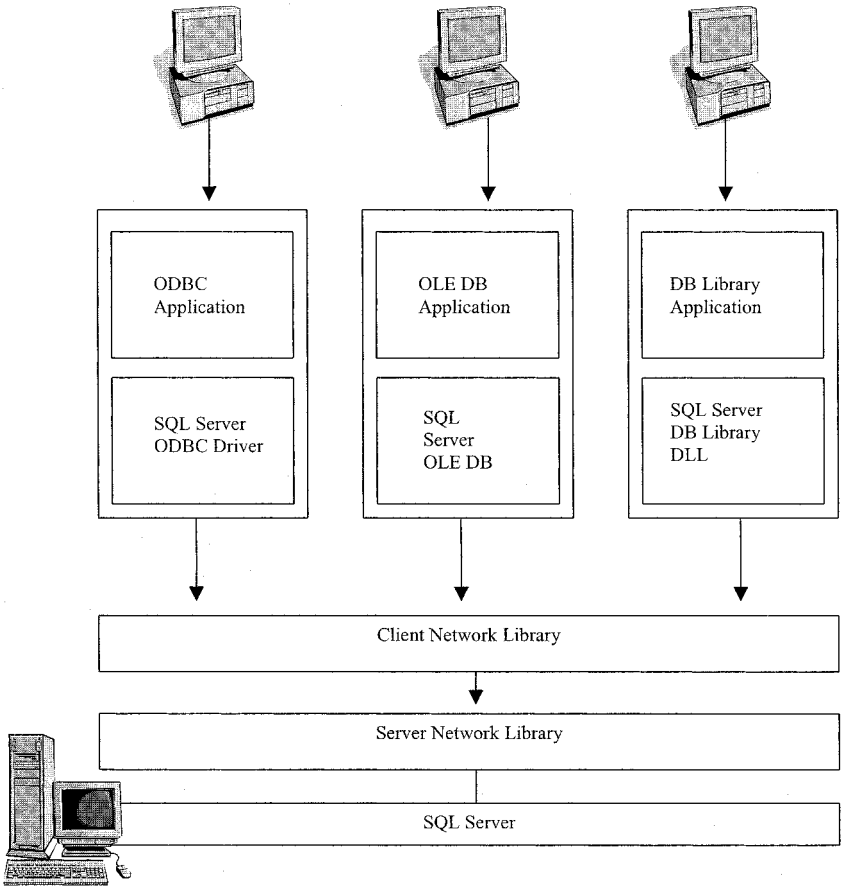 ODBC
Application
OLE DB
Application
DB Library
Application
SQL Server
ODBC Driver
SQL
Server
OLE DB
SQL Server
DB Library
DLL
Client Network Library
Server Network Library
SQL Server